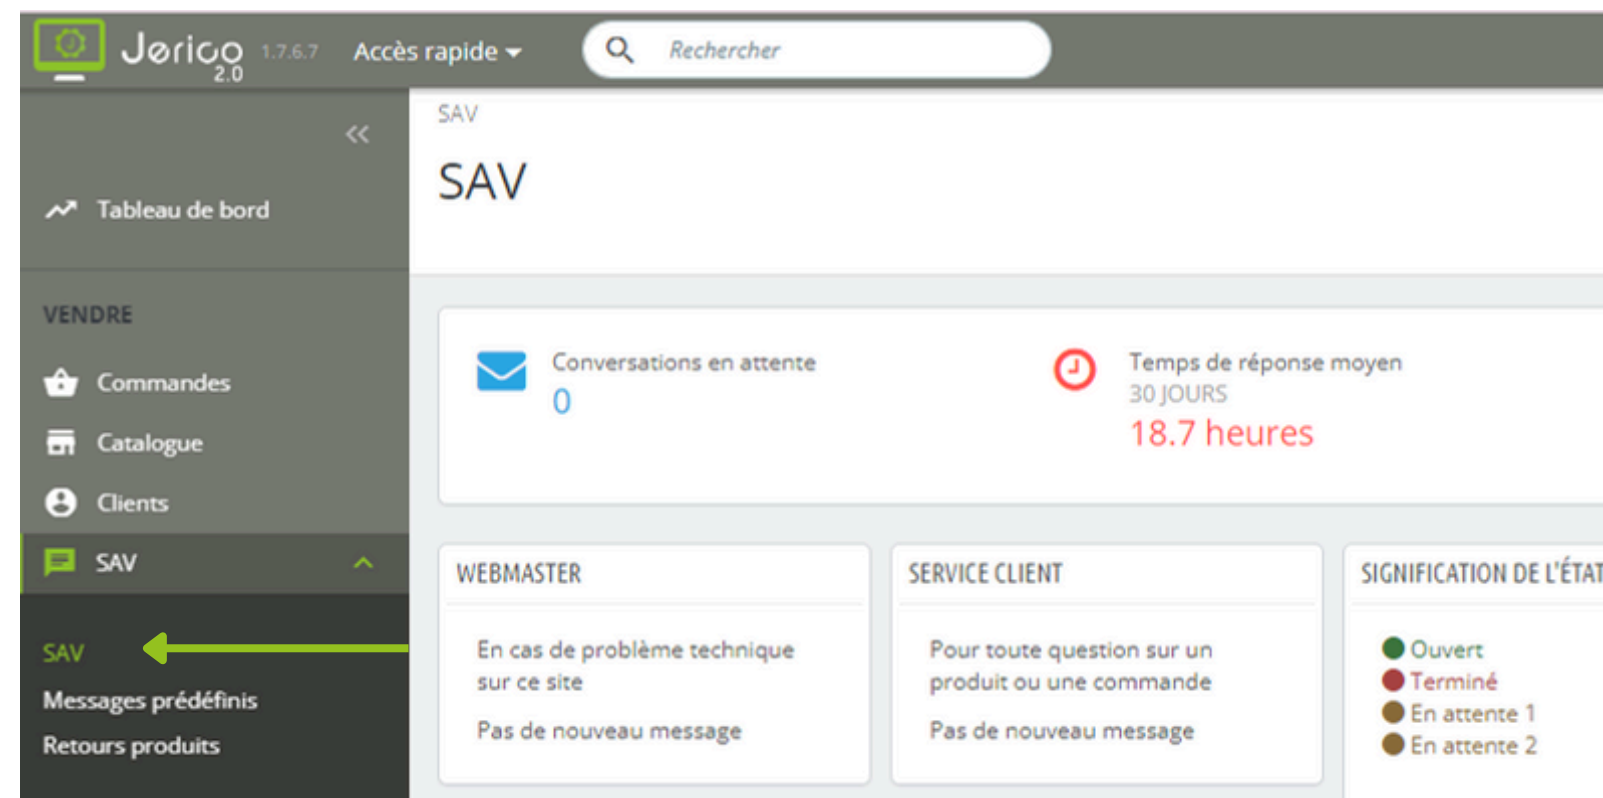 Jerico 1.7.6.7 Accès rapide Rechercher
2.0
SAV
SAV
Tableau de bord
VENDRE
Commandes
Catalogue
Clients
SAV
SAV
Messages prédéfinis
Retours produits
Conversations en attente
0
Temps de réponse moyen
30 JOURS
18.7 heures
WEBMASTER
En cas de problème technique
sur ce site
Pas de nouveau message
SERVICE CLIENT
Pour toute question sur un
produit ou une commande
Pas de nouveau message
SIGNIFICATION DE L'ÉTAT
Ouvert
Terminé
En attente 1
En attente 2